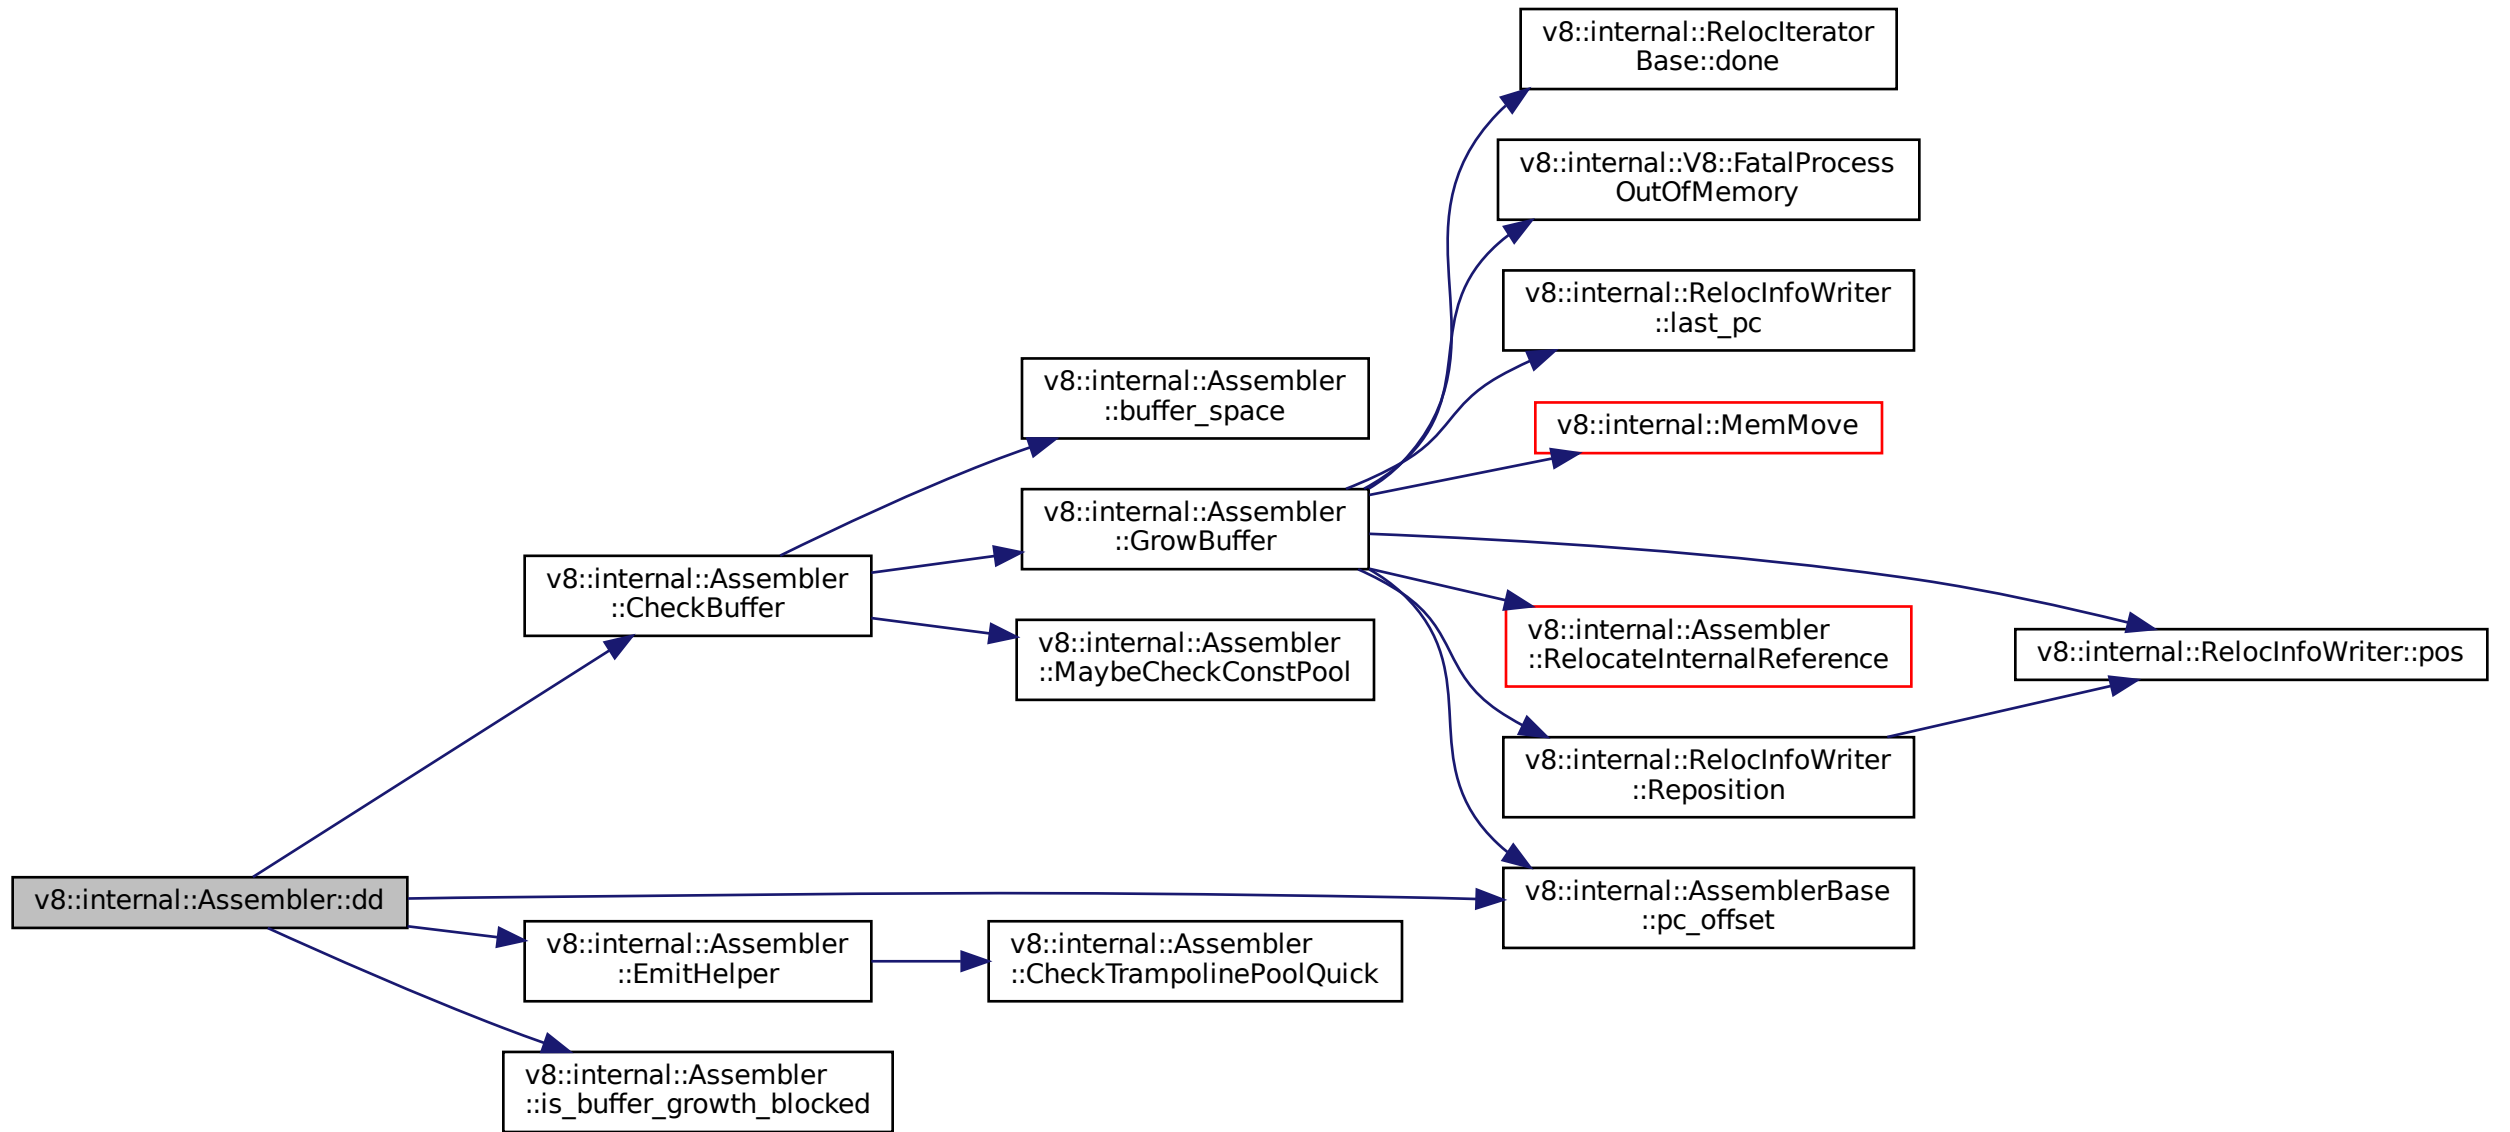 v8::internal::RelocIterator
Base::done
v8::internal::V8::FatalProcess
OutOfMemory
v8::internal::RelocInfoWriter
::last_pc
v8::internal::Assembler
::buffer_space
v8::internal::MemMove
v8::internal::Assembler
::GrowBuffer
v8::internal::Assembler
::CheckBuffer
v8::internal::Assembler
::MaybeCheckConstPool
v8::internal::Assembler
::RelocateInternalReference
v8::internal::RelocInfoWriter::pos
v8::internal::RelocInfoWriter
::Reposition
v8::internal::Assembler::dd
v8::internal::AssemblerBase
::pc_offset
v8::internal::Assembler
::EmitHelper
v8::internal::Assembler
::CheckTrampolinePoolQuick
v8::internal::Assembler
::is_buffer_growth_blocked